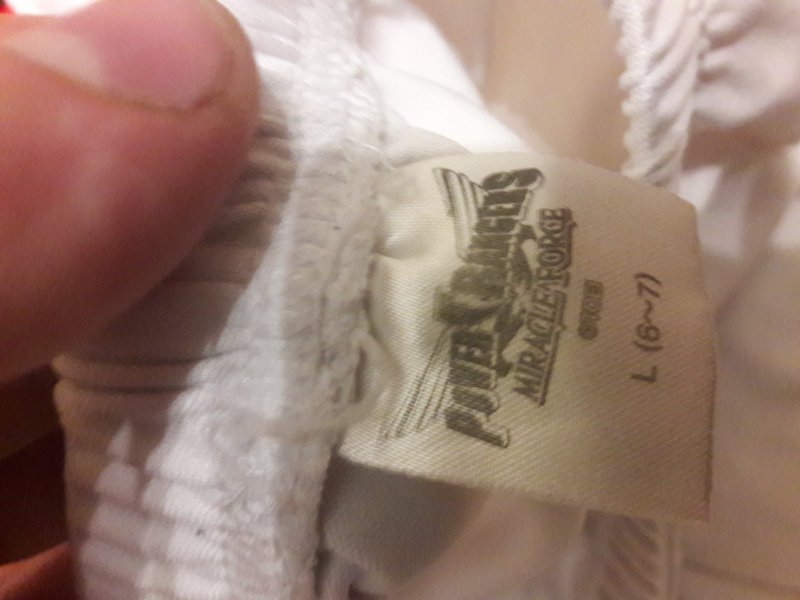 POWER RANGERS
MIRACLE FORCE
L (6~7)